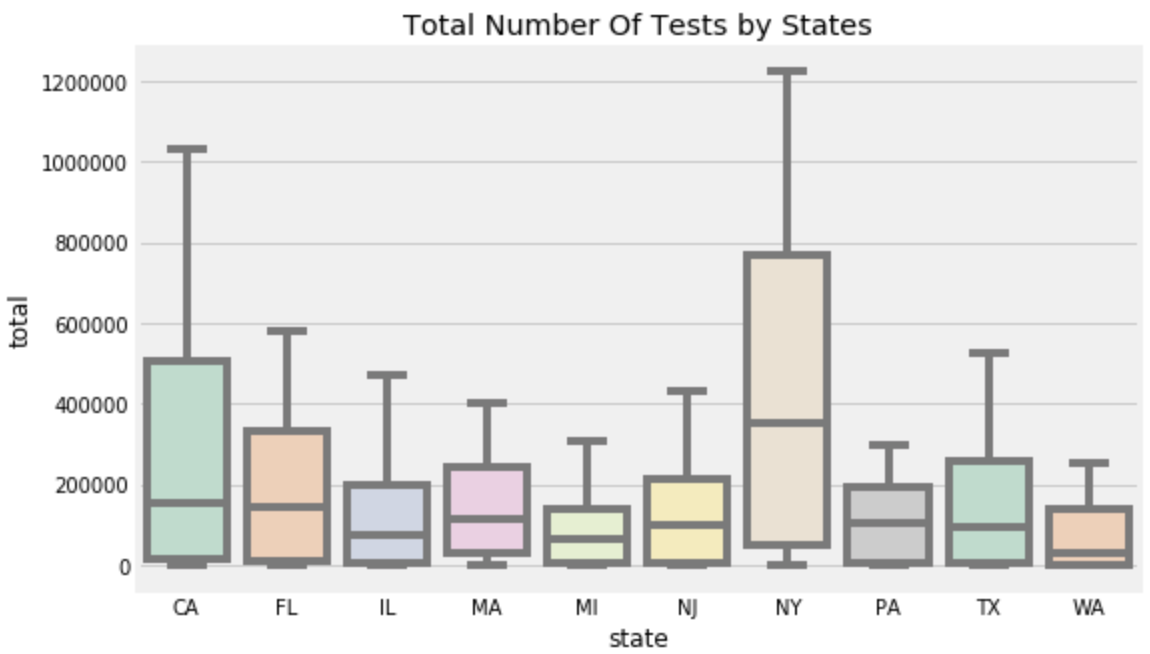 Total Number Of Tests by States
1200000
1000000
800000
600000
400000
200000
0
total
CA FL IL MA MI NJ NY PA TX WA
state